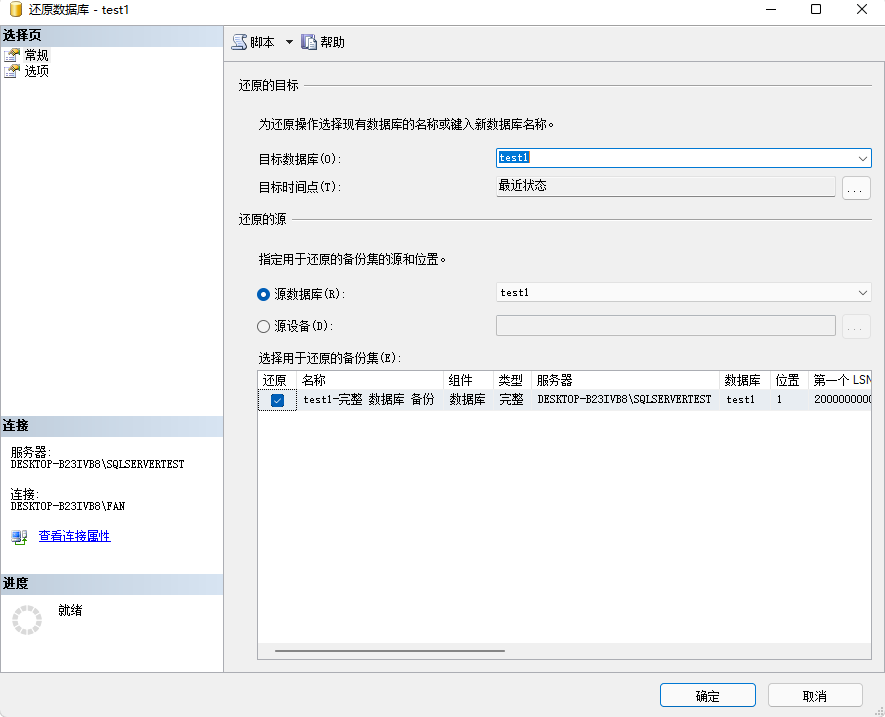 还原数据库 - test1
选择页
常规
选项
脚本 帮助
还原的目标
为还原操作选择现有数据库的名称或键入新数据库名称。
目标数据库(O): test1
目标时间点(T): 最近状态 ...
还原的源
指定用于还原的备份集的源和位置。
源数据库(R): test1
源设备(D): ...
选择用于还原的备份集(E):
还原 名称 组件 类型 服务器 数据库 位置 第一个 LSN
test1-完整 数据库 备份 数据库 完整 DESKTOP-B23IVB8\SQLSERVERTEST test1 1 2000000000
连接
服务器:
DESKTOP-B23IVB8\SQLSERVERTEST
连接:
DESKTOP-B23IVB8\FAN
查看连接属性
进度
就绪
确定 取消